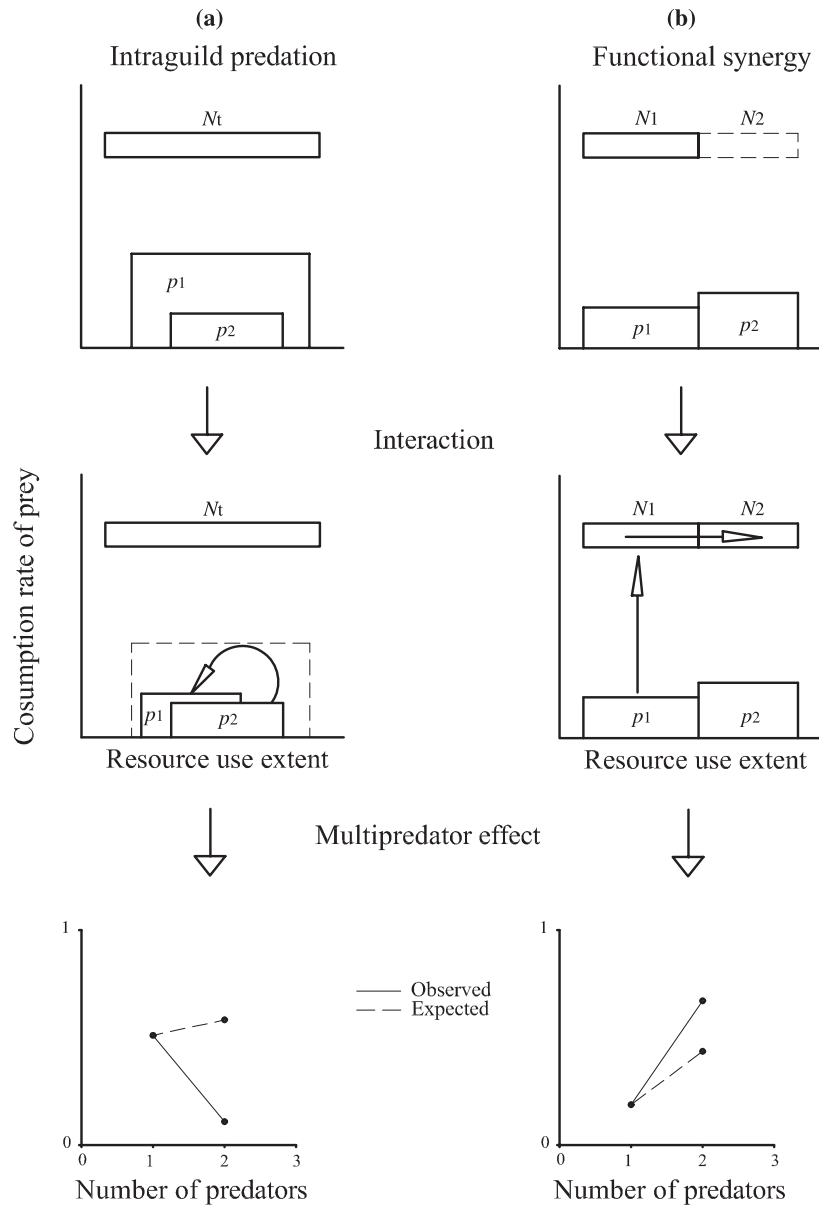 (a)
(b)
Intraguild predation
Functional synergy
Nt
N1 N2
p1
p2
p1
p2
Interaction
Cosumption rate of prey
Nt
N1 N2
p1
p2
p1
p2
Resource use extent
Resource use extent
Multipredator effect
1
1
Observed
Expected
0
0
0 1 2 3
0 1 2 3
Number of predators
Number of predators